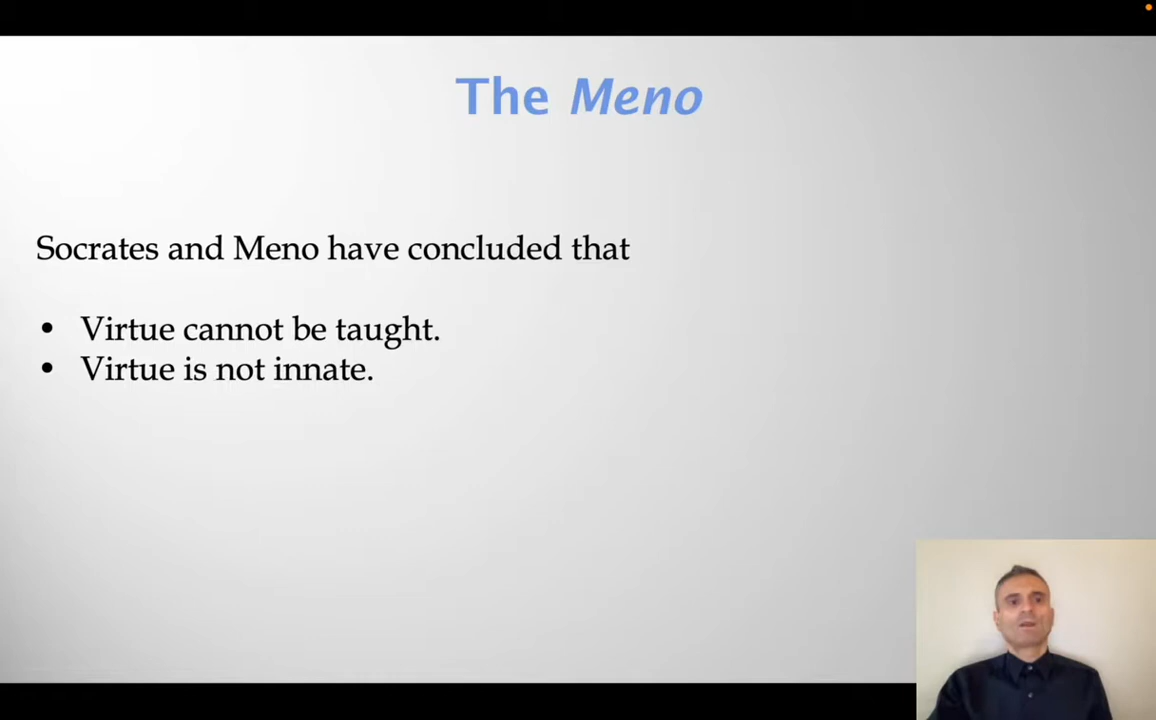 The Meno
Socrates and Meno have concluded that
• Virtue cannot be taught.
• Virtue is not innate.